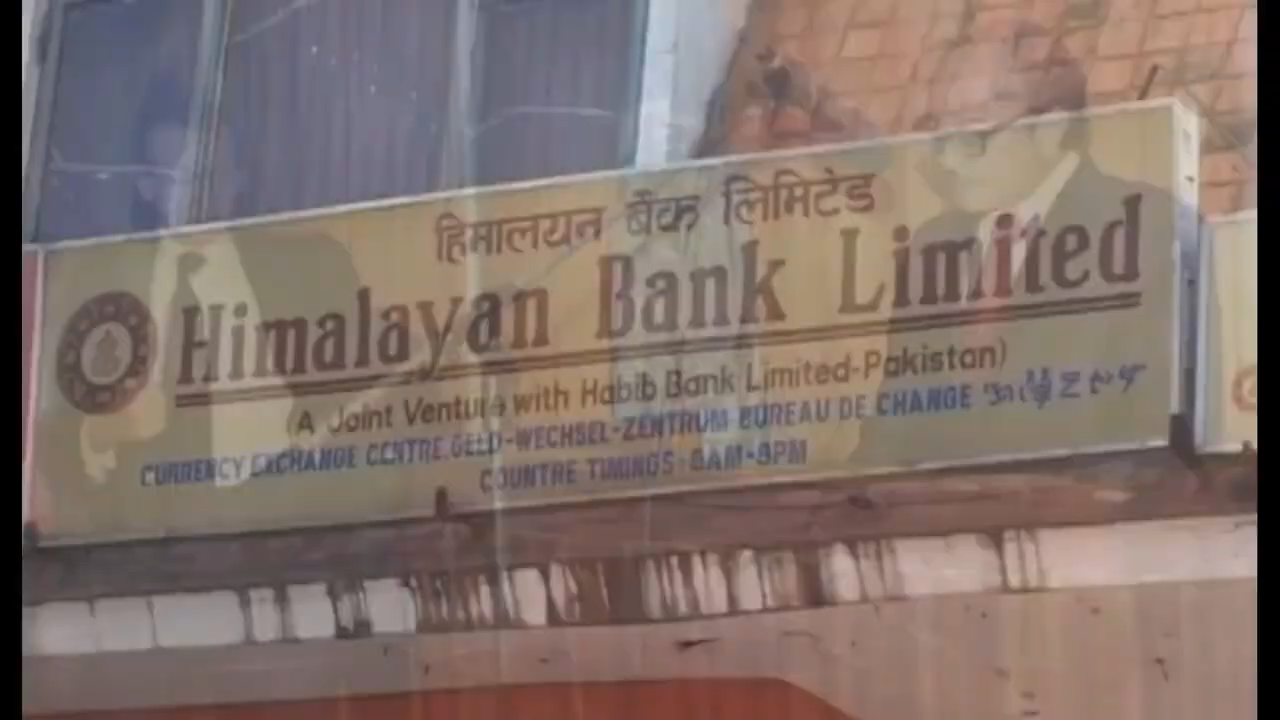 हिमालयन बैंक लिमिटेड
Himalayan Bank Limited
(A Joint Venture with Habib Bank Limited-Pakistan)
CURRENCY EXCHANGE CENTRE.GELD-WECHSEL-ZENTRUM-BUREAU DE CHANGE
COUNTRE TIMINGS-8AM-8PM